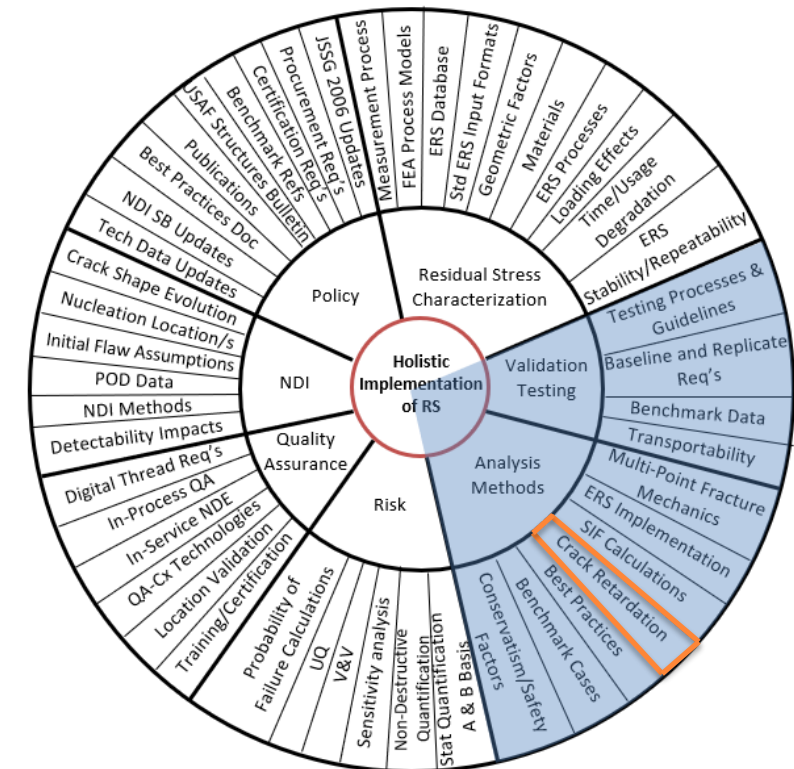 Holistic
Implementation
of RS
Residual Stress
Characterization
Measurement Process
FEA Process Models
ERS Database
Std ERS Input Formats
Geometric Factors
Materials
ERS Processes
Loading Effects
Time/Usage
Degradation
ERS
Stability/Repeatability
Validation
Testing
Testing Processes &
Guidelines
Baseline and Replicate
Req's
Benchmark Data
Transportability
Analysis
Methods
Multi-Point Fracture
Mechanics
ERS Implementation
SIF Calculations
Crack Retardation
Best Practices
Benchmark Cases
Conservatism/Safety
Factors
Risk
A & B Basis
Stat Quantification
Non-Destructive
Quantification
Sensitivity analysis
V&V
UQ
Probability of
Failure Calculations
Quality
Assurance
Training/Certification
Location Validation
QA-Cx Technologies
In-Service NDE
In-Process QA
Digital Thread Req's
NDI
Detectability Impacts
NDI Methods
POD Data
Initial Flaw Assumptions
Nucleation Location/s
Crack Shape Evolution
Policy
Tech Data Updates
NDI SB Updates
Best Practices Doc
Publications
USAF Structures Bulletin
Benchmark Refs
Certification Req's
Procurement Req's
JSSG 2006 Updates